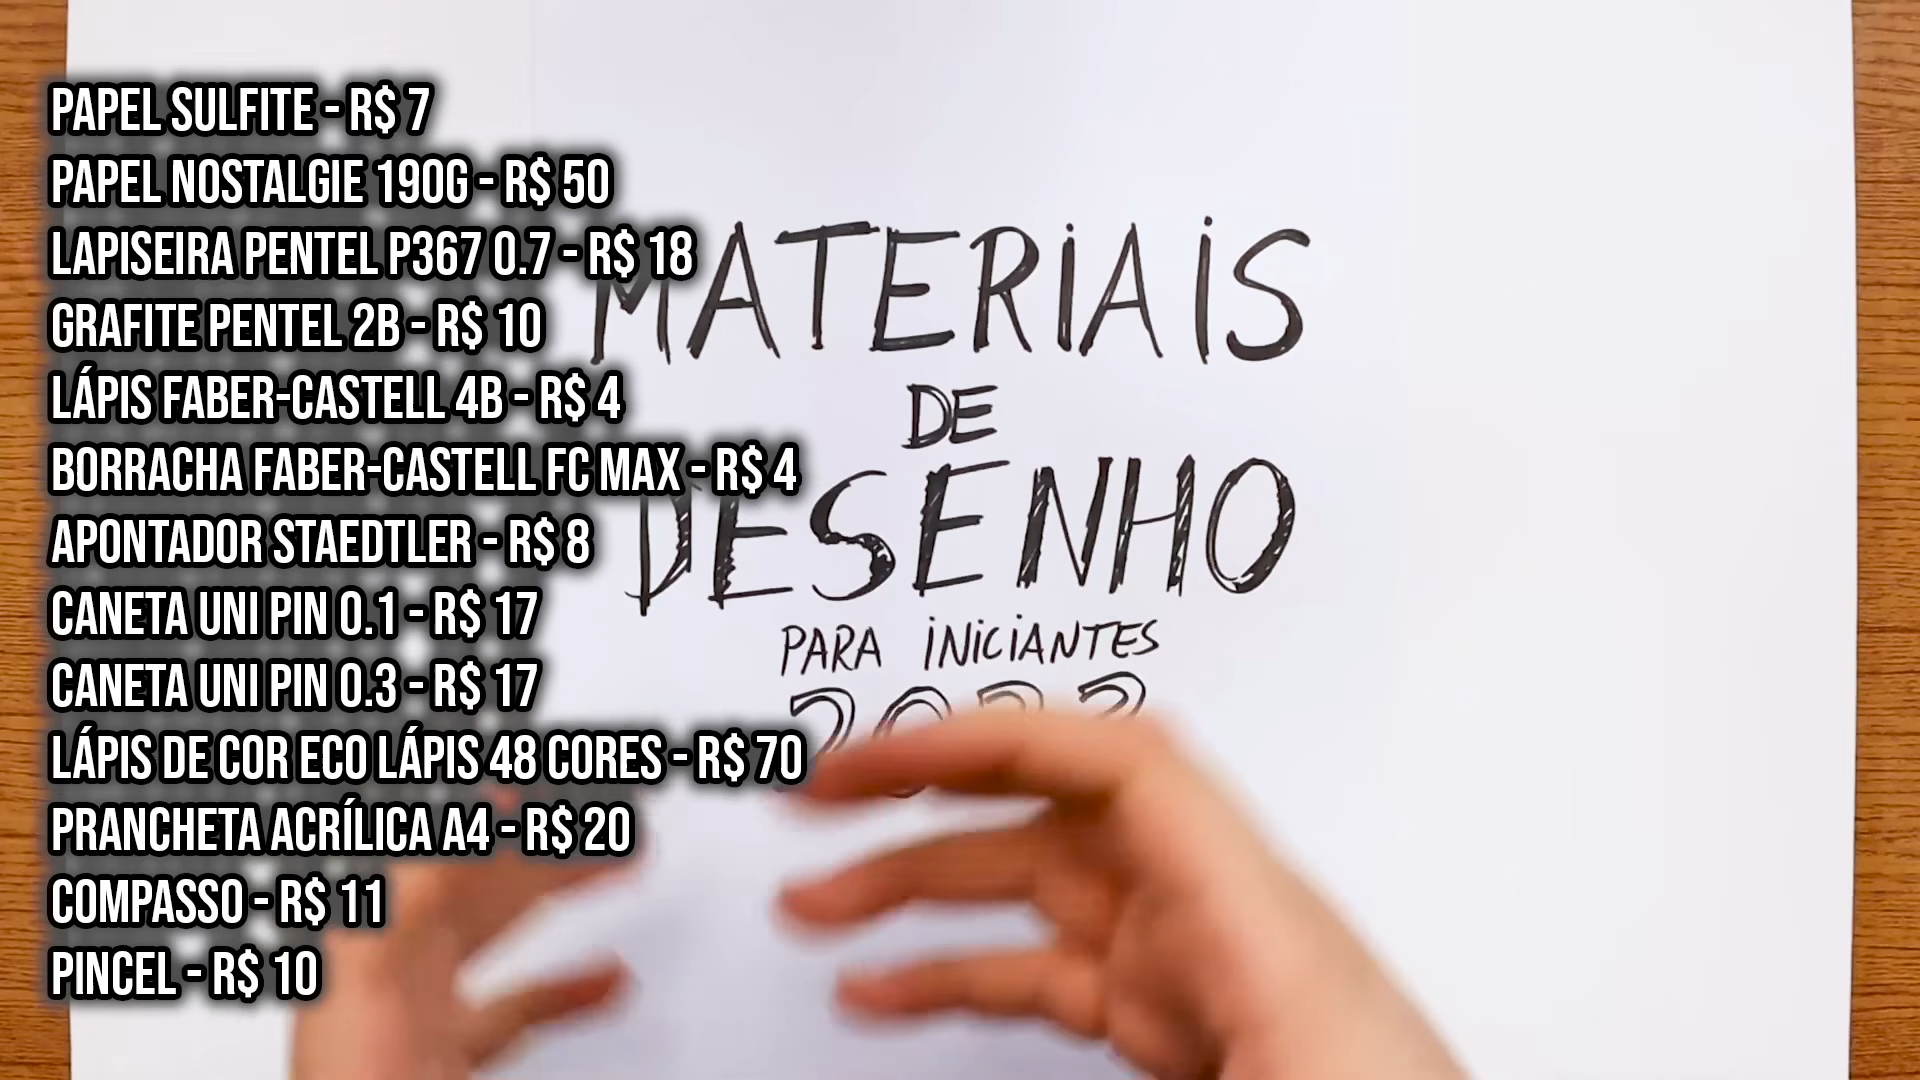 PAPEL SULFITE - R$ 7
PAPEL NOSTALGIE 190G - R$ 50
LAPISEIRA PENTEL P367 0.7 - R$ 18
GRAFITE PENTEL 2B - R$ 10
LÁPIS FABER-CASTELL 4B - R$ 4
BORRACHA FABER-CASTELL FC MAX - R$ 4
APONTADOR STAEDTLER - R$ 8
CANETA UNI PIN 0.1 - R$ 17
CANETA UNI PIN 0.3 - R$ 17
LÁPIS DE COR ECO LÁPIS 48 CORES - R$ 70
PRANCHETA ACRÍLICA A4 - R$ 20
COMPASSO - R$ 11
PINCEL - R$ 10
MATERIAIS
DE
DESENHO
PARA INICIANTES